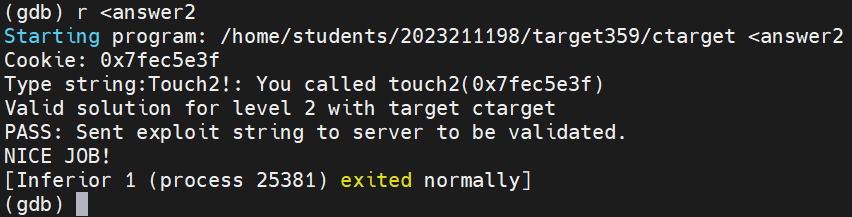 (gdb) r <answer2
Starting program: /home/students/2023211198/target359/ctarget <answer2
Cookie: 0x7fec5e3f
Type string:Touch2!: You called touch2(0x7fec5e3f)
Valid solution for level 2 with target ctarget
PASS: Sent exploit string to server to be validated.
NICE JOB!
[Inferior 1 (process 25381) exited normally]
(gdb)